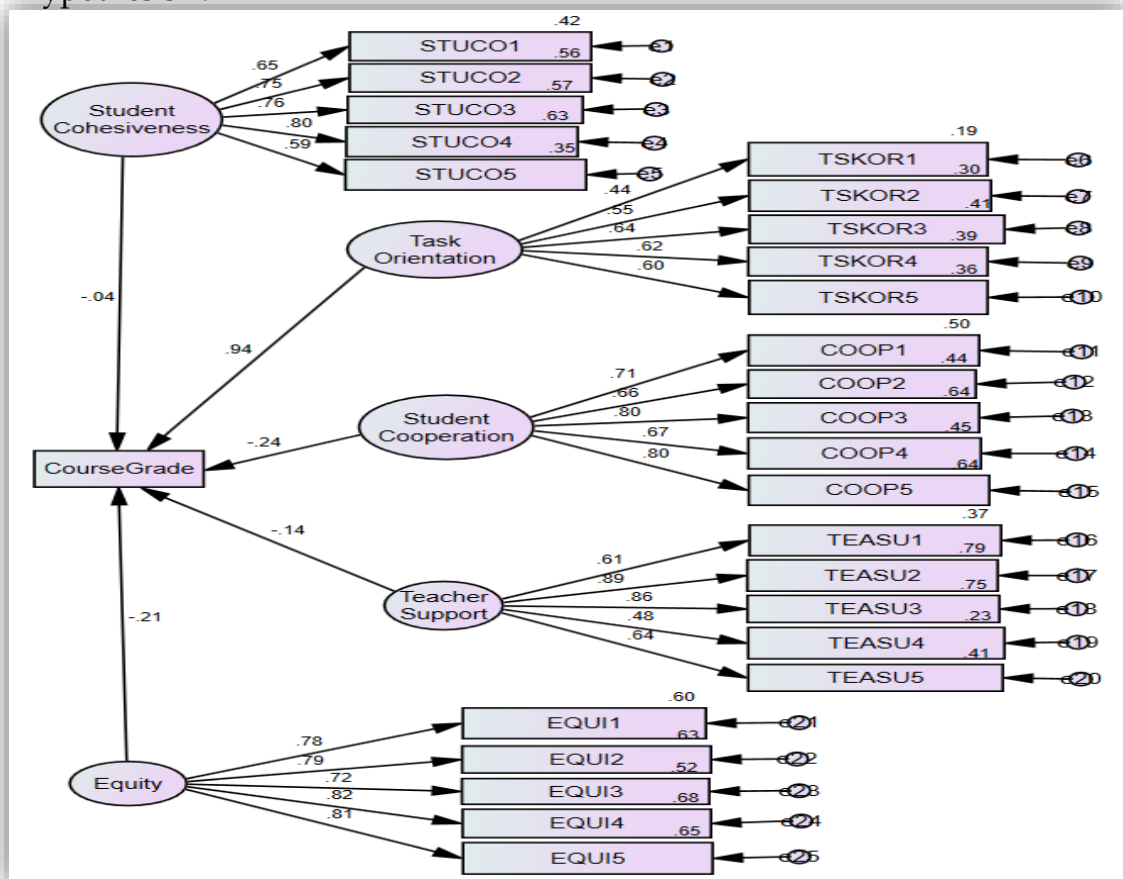 .42
STUCO1
.56
e1
.65
STUCO2
.57
e2
.75
STUCO3
.63
e3
.76
STUCO4
.35
e4
.80
STUCO5
e5
.59
Student
Cohesiveness
.19
TSKOR1
.30
e6
.44
TSKOR2
.41
e7
.55
TSKOR3
.39
e8
.64
TSKOR4
.36
e9
.62
TSKOR5
e10
.60
Task
Orientation
-.04
.94
.50
COOP1
.44
e11
.71
COOP2
.64
e12
.66
COOP3
.45
e13
.80
COOP4
.64
e14
.67
COOP5
e15
.80
Student
Cooperation
-.24
CourseGrade
.37
TEASU1
.79
e16
.61
TEASU2
.75
e17
.89
TEASU3
.23
e18
.86
TEASU4
.41
e19
.48
TEASU5
e20
.64
Teacher
Support
-.14
-.21
.60
EQUI1
.63
e21
.78
EQUI2
.52
e22
.79
EQUI3
.68
e23
.72
EQUI4
.65
e24
.82
EQUI5
e25
.81
Equity